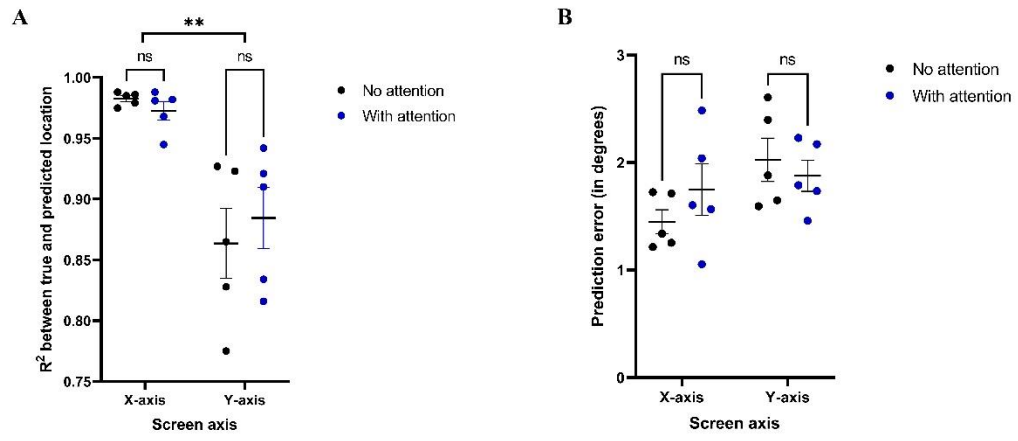 A
**
ns
ns
1.00
0.95
0.90
0.85
0.80
0.75
R² between true and predicted location
X-axis
Y-axis
Screen axis
No attention
With attention
B
ns
ns
3
2
1
0
Prediction error (in degrees)
X-axis
Y-axis
Screen axis
No attention
With attention